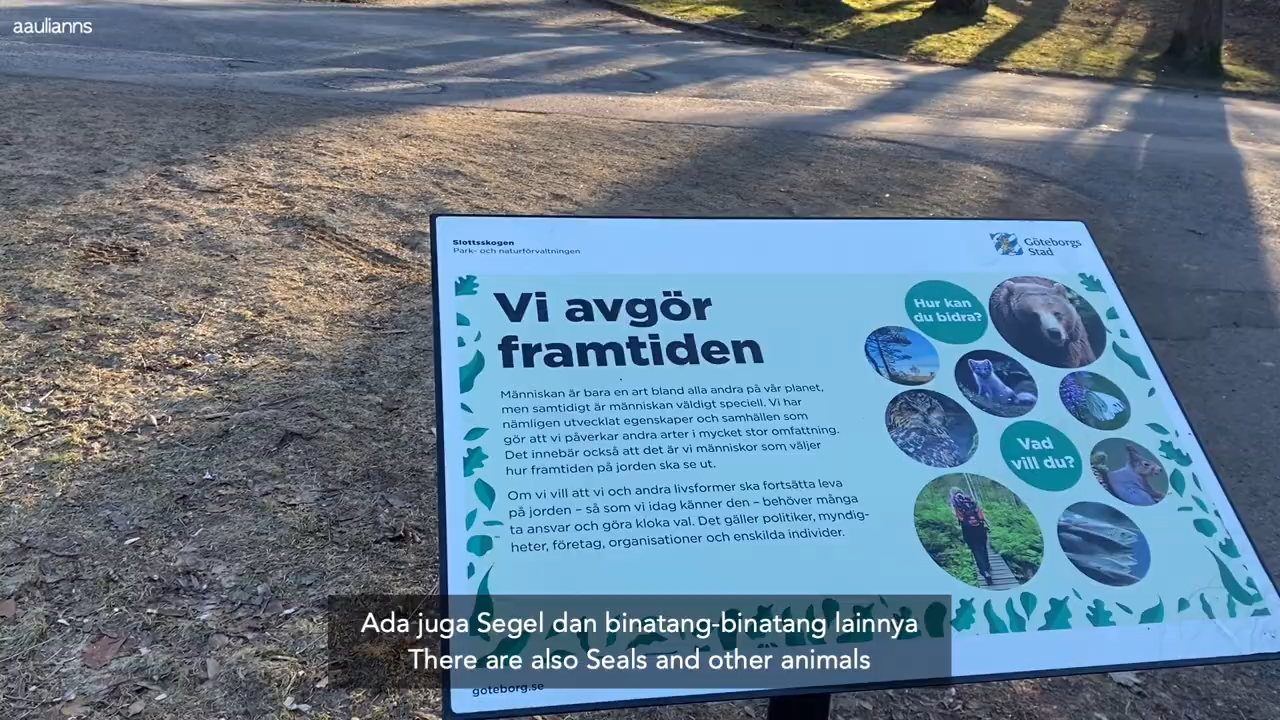 aaulianns
Slottsskogen
Park- och naturförvaltningen
Göteborgs
Stad
Vi avgör
framtiden
Människan är bara en art bland alla andra på vår planet,
men samtidigt är människan väldigt speciell. Vi har
nämligen utvecklat egenskaper och samhällen som
gör att vi påverkar andra arter i mycket stor omfattning.
Det innebär också att det är vi människor som väljer
hur framtiden på jorden ska se ut.
Om vi vill att vi och andra livsformer ska fortsätta leva
på jorden – så som vi idag känner den – behöver många
ta ansvar och göra kloka val. Det gäller politiker, myndig-
heter, företag, organisationer och enskilda individer.
Hur kan
du bidra?
Vad
vill du?
Ada juga Segel dan binatang-binatang lainnya
There are also Seals and other animals
goteborg.se